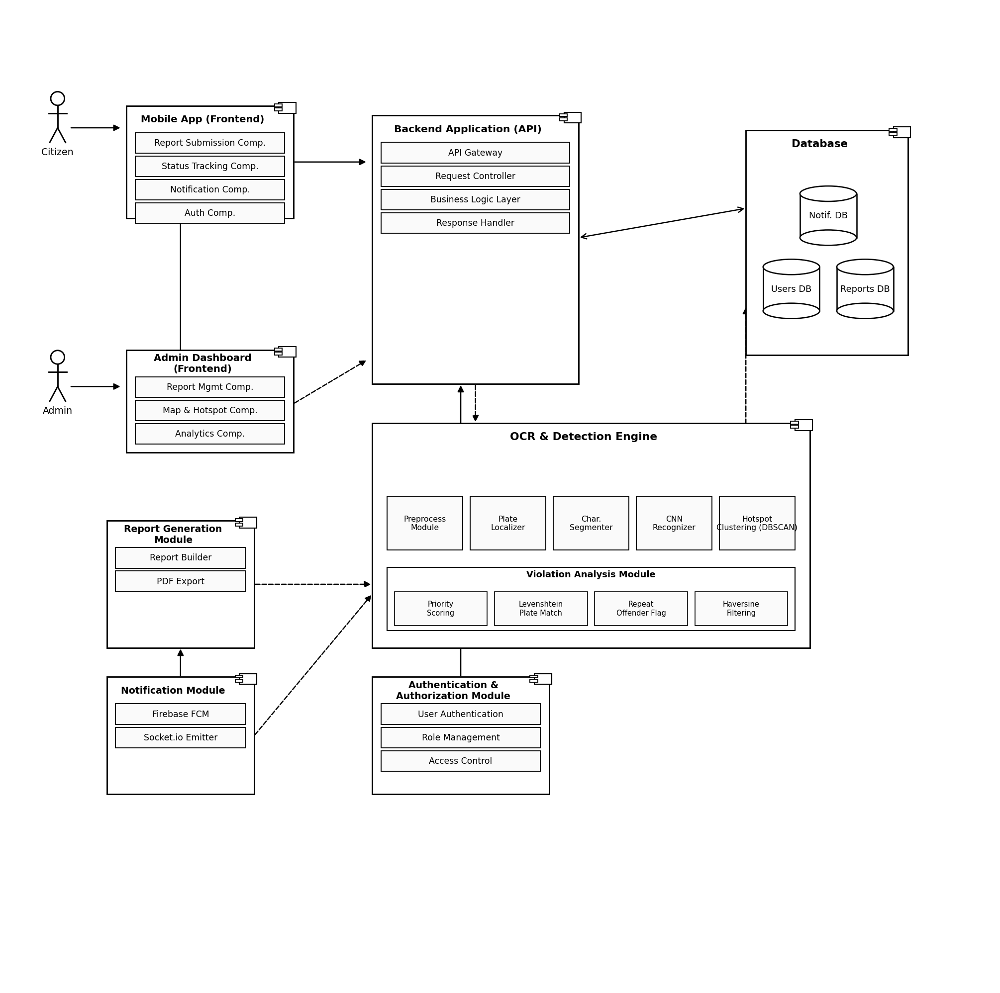 Citizen
Mobile App (Frontend)
Report Submission Comp.
Status Tracking Comp.
Notification Comp.
Auth Comp.
Backend Application (API)
API Gateway
Request Controller
Business Logic Layer
Response Handler
Database
Notif. DB
Users DB
Reports DB
Admin
Admin Dashboard
(Frontend)
Report Mgmt Comp.
Map & Hotspot Comp.
Analytics Comp.
OCR & Detection Engine
Preprocess
Module
Plate
Localizer
Char.
Segmenter
CNN
Recognizer
Hotspot
Clustering (DBSCAN)
Violation Analysis Module
Priority
Scoring
Levenshtein
Plate Match
Repeat
Offender Flag
Haversine
Filtering
Report Generation
Module
Report Builder
PDF Export
Notification Module
Firebase FCM
Socket.io Emitter
Authentication &
Authorization Module
User Authentication
Role Management
Access Control